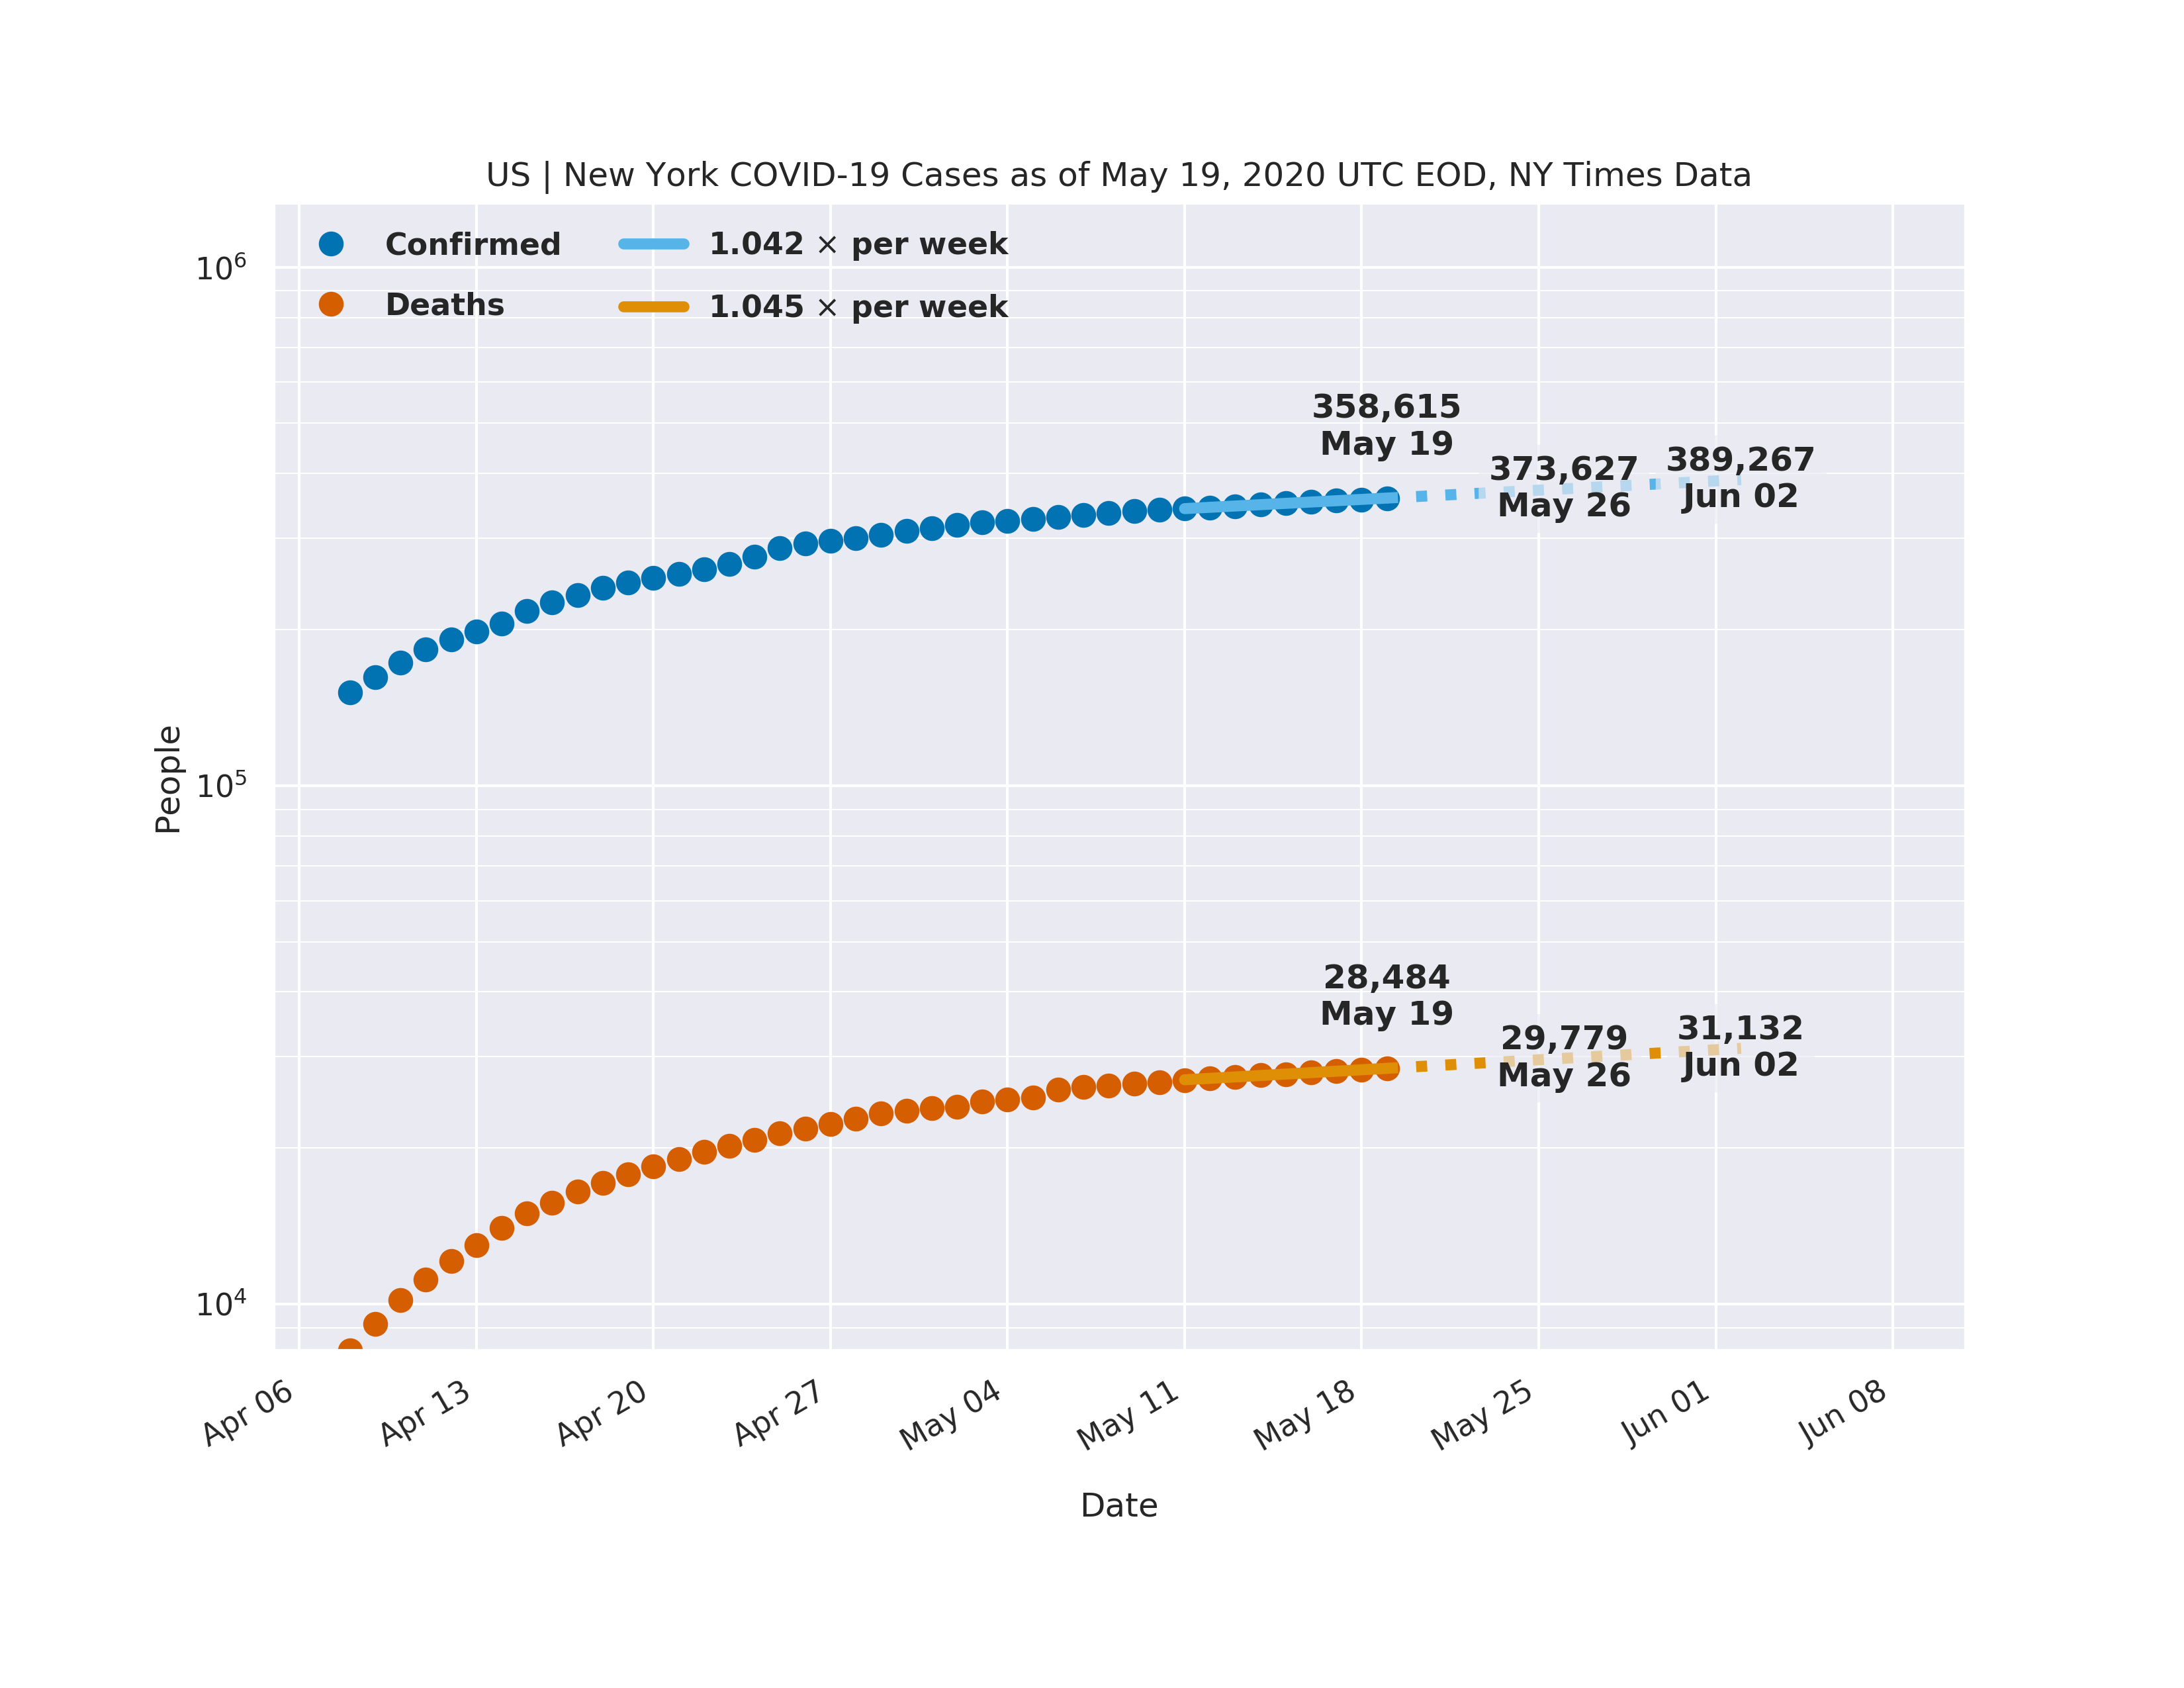 US | New York COVID-19 Cases as of May 19, 2020 UTC EOD, NY Times Data
Confirmed
Deaths
1.042 × per week
1.045 × per week
10⁶
10⁵
10⁴
People
358,615
May 19
373,627
May 26
389,267
Jun 02
28,484
May 19
29,779
May 26
31,132
Jun 02
Apr 06
Apr 13
Apr 20
Apr 27
May 04
May 11
May 18
May 25
Jun 01
Jun 08
Date